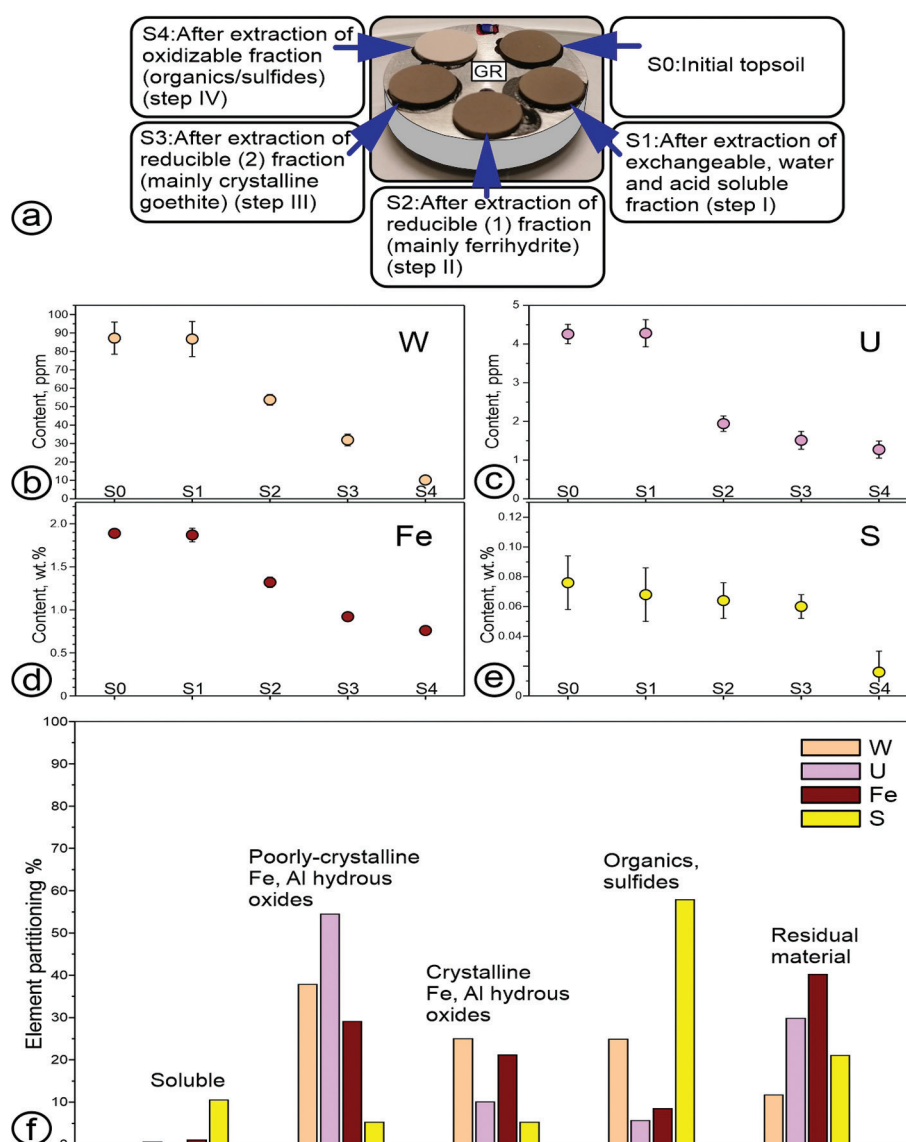 S4:After extraction of
oxidizable fraction
(organics/sulfides)
(step IV)
GR
S0:Initial topsoil
S3:After extraction of
reducible (2) fraction
(mainly crystalline
goethite) (step III)
S1:After extraction of
exchangeable, water
and acid soluble
fraction (step I)
S2:After extraction of
reducible (1) fraction
(mainly ferrihydrite)
(step II)
a
W
Content, ppm
100
90
80
70
60
50
40
30
20
10
0
S0 S1 S2 S3 S4
b
U
Content, ppm
5
4
3
2
1
0
S0 S1 S2 S3 S4
c
Fe
Content, wt.%
2.0
1.5
1.0
0.5
0
S0 S1 S2 S3 S4
d
S
Content, wt.%
0.12
0.10
0.08
0.06
0.04
0
S0 S1 S2 S3 S4
e
Element partitioning %
100
90
80
70
60
50
40
30
20
10
W
U
Fe
S
Soluble
Poorly-crystalline
Fe, Al hydrous
oxides
Crystalline
Fe, Al hydrous
oxides
Organics,
sulfides
Residual
material
f